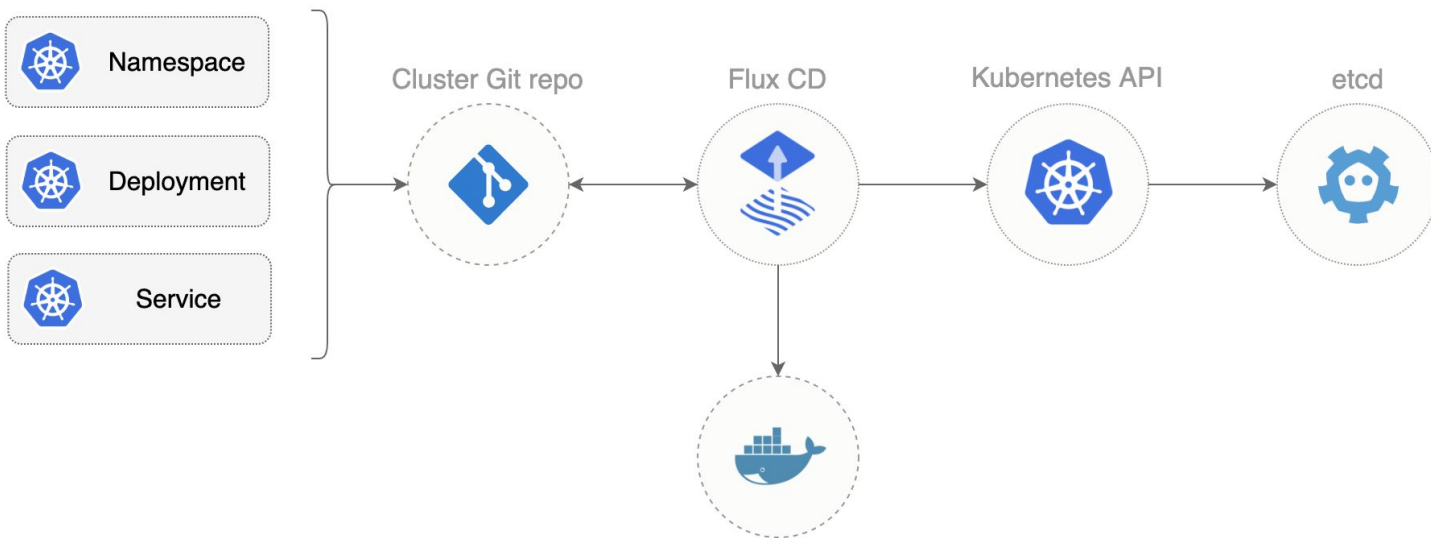 Namespace
Deployment
Service
Cluster Git repo
Flux CD
Kubernetes API
etcd